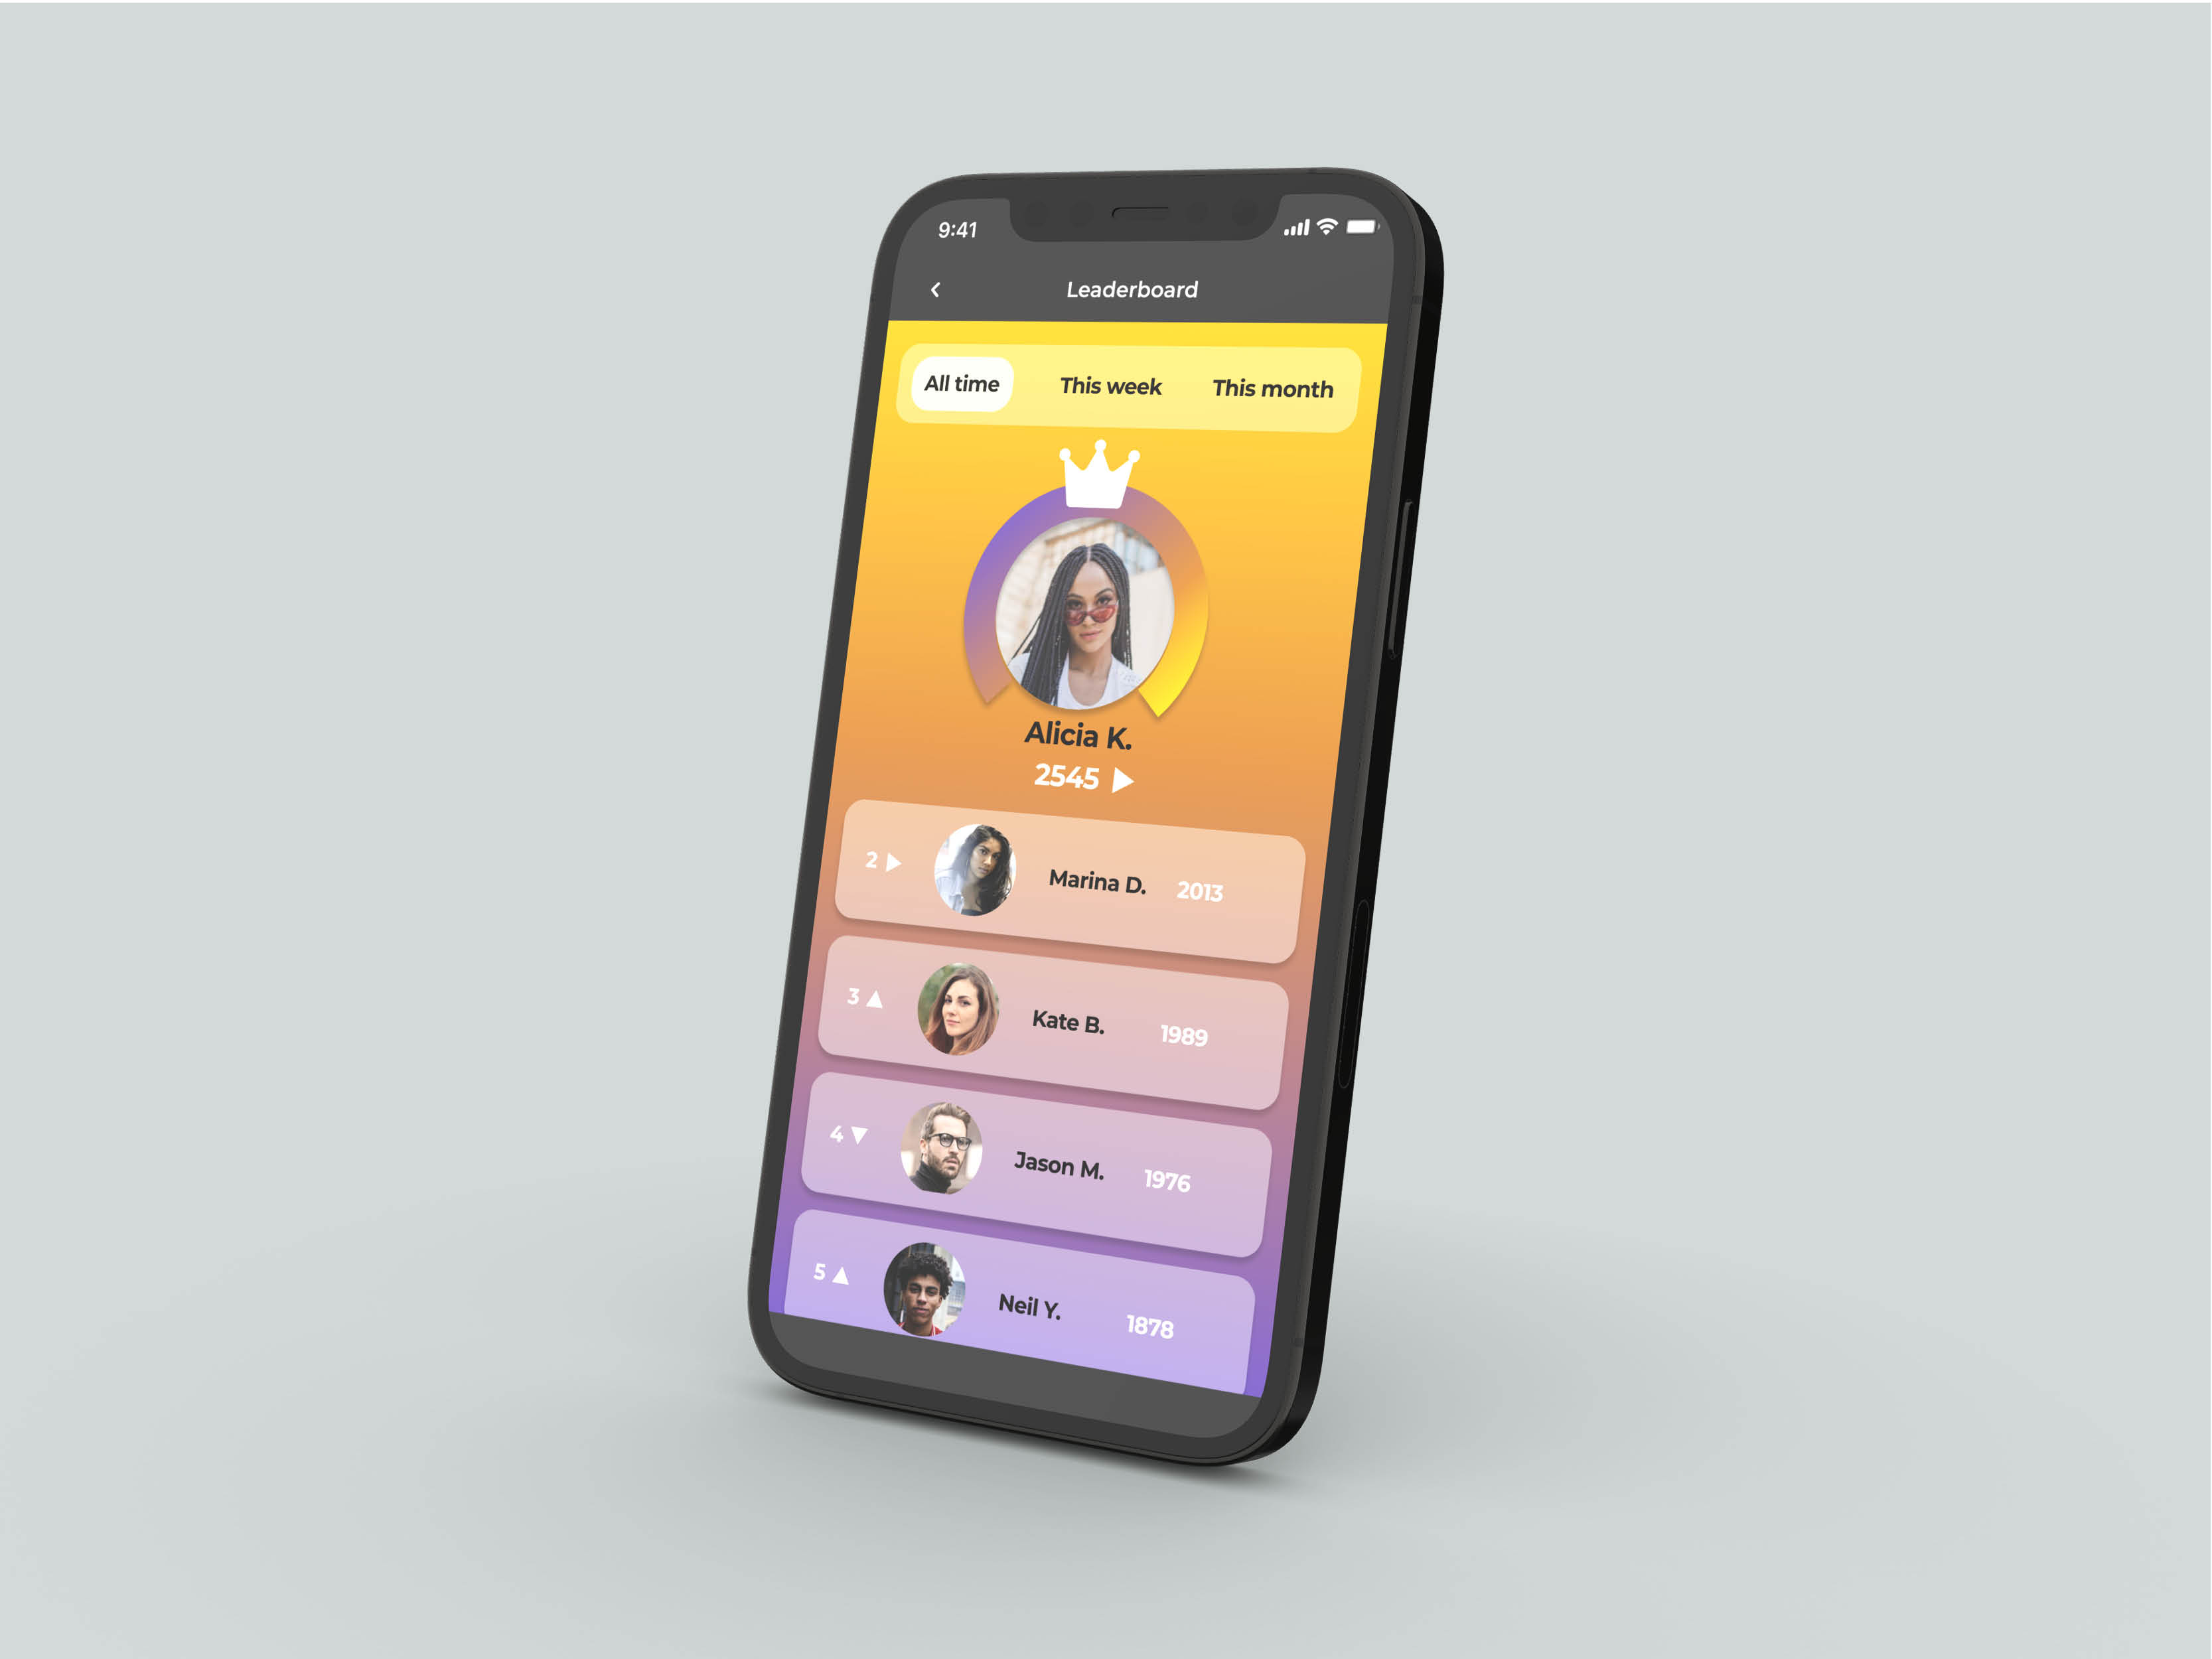 9:41
Leaderboard
All time This week This month
Alicia K.
2545
2 Marina D. 2013
3 Kate B. 1989
4 Jason M. 1976
5 Neil Y. 1878